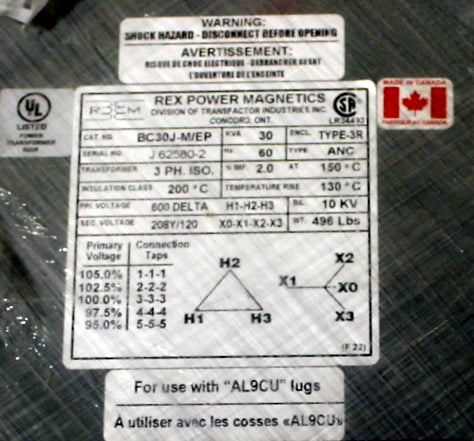 WARNING:
SHOCK HAZARD - DISCONNECT BEFORE OPENING
AVERTISSEMENT:
RISQUE DE CHOC ELECTRIQUE - DEBRANCHER AVANT
L'OUVERTURE DE L'ENCEINTE
UL
LISTED
POWER
TRANSFORMER
REX POWER MAGNETICS
DIVISION OF TRANSFACTOR INDUSTRIES INC.
CONCORD, ONT.
MADE IN CANADA
FABRIQUÉ AU CANADA
CAT. NO. BC30J-M/EP KVA 30 ENCL. TYPE-3R
SERIAL NO. J 62580-2 Hz. 60 TYPE ANC
TRANSFORMER 3 PH. ISO. % IMP. 2.0 AT 150 °C
INSULATION CLASS 200 °C TEMPERATURE RISE 130 °C
PRI. VOLTAGE 600 DELTA H1-H2-H3 BIL 10 KV
SEC. VOLTAGE 208Y/120 X0-X1-X2-X3 WT. 496 Lbs
Primary Voltage Connection Taps
105.0% 1-1-1
102.5% 2-2-2
100.0% 3-3-3
97.5% 4-4-4
95.0% 5-5-5
H2
H1 H3
X2
X1 X0
X3
(F 22)
For use with "AL9CU" lugs
À utiliser avec les cosses «AL9CU»